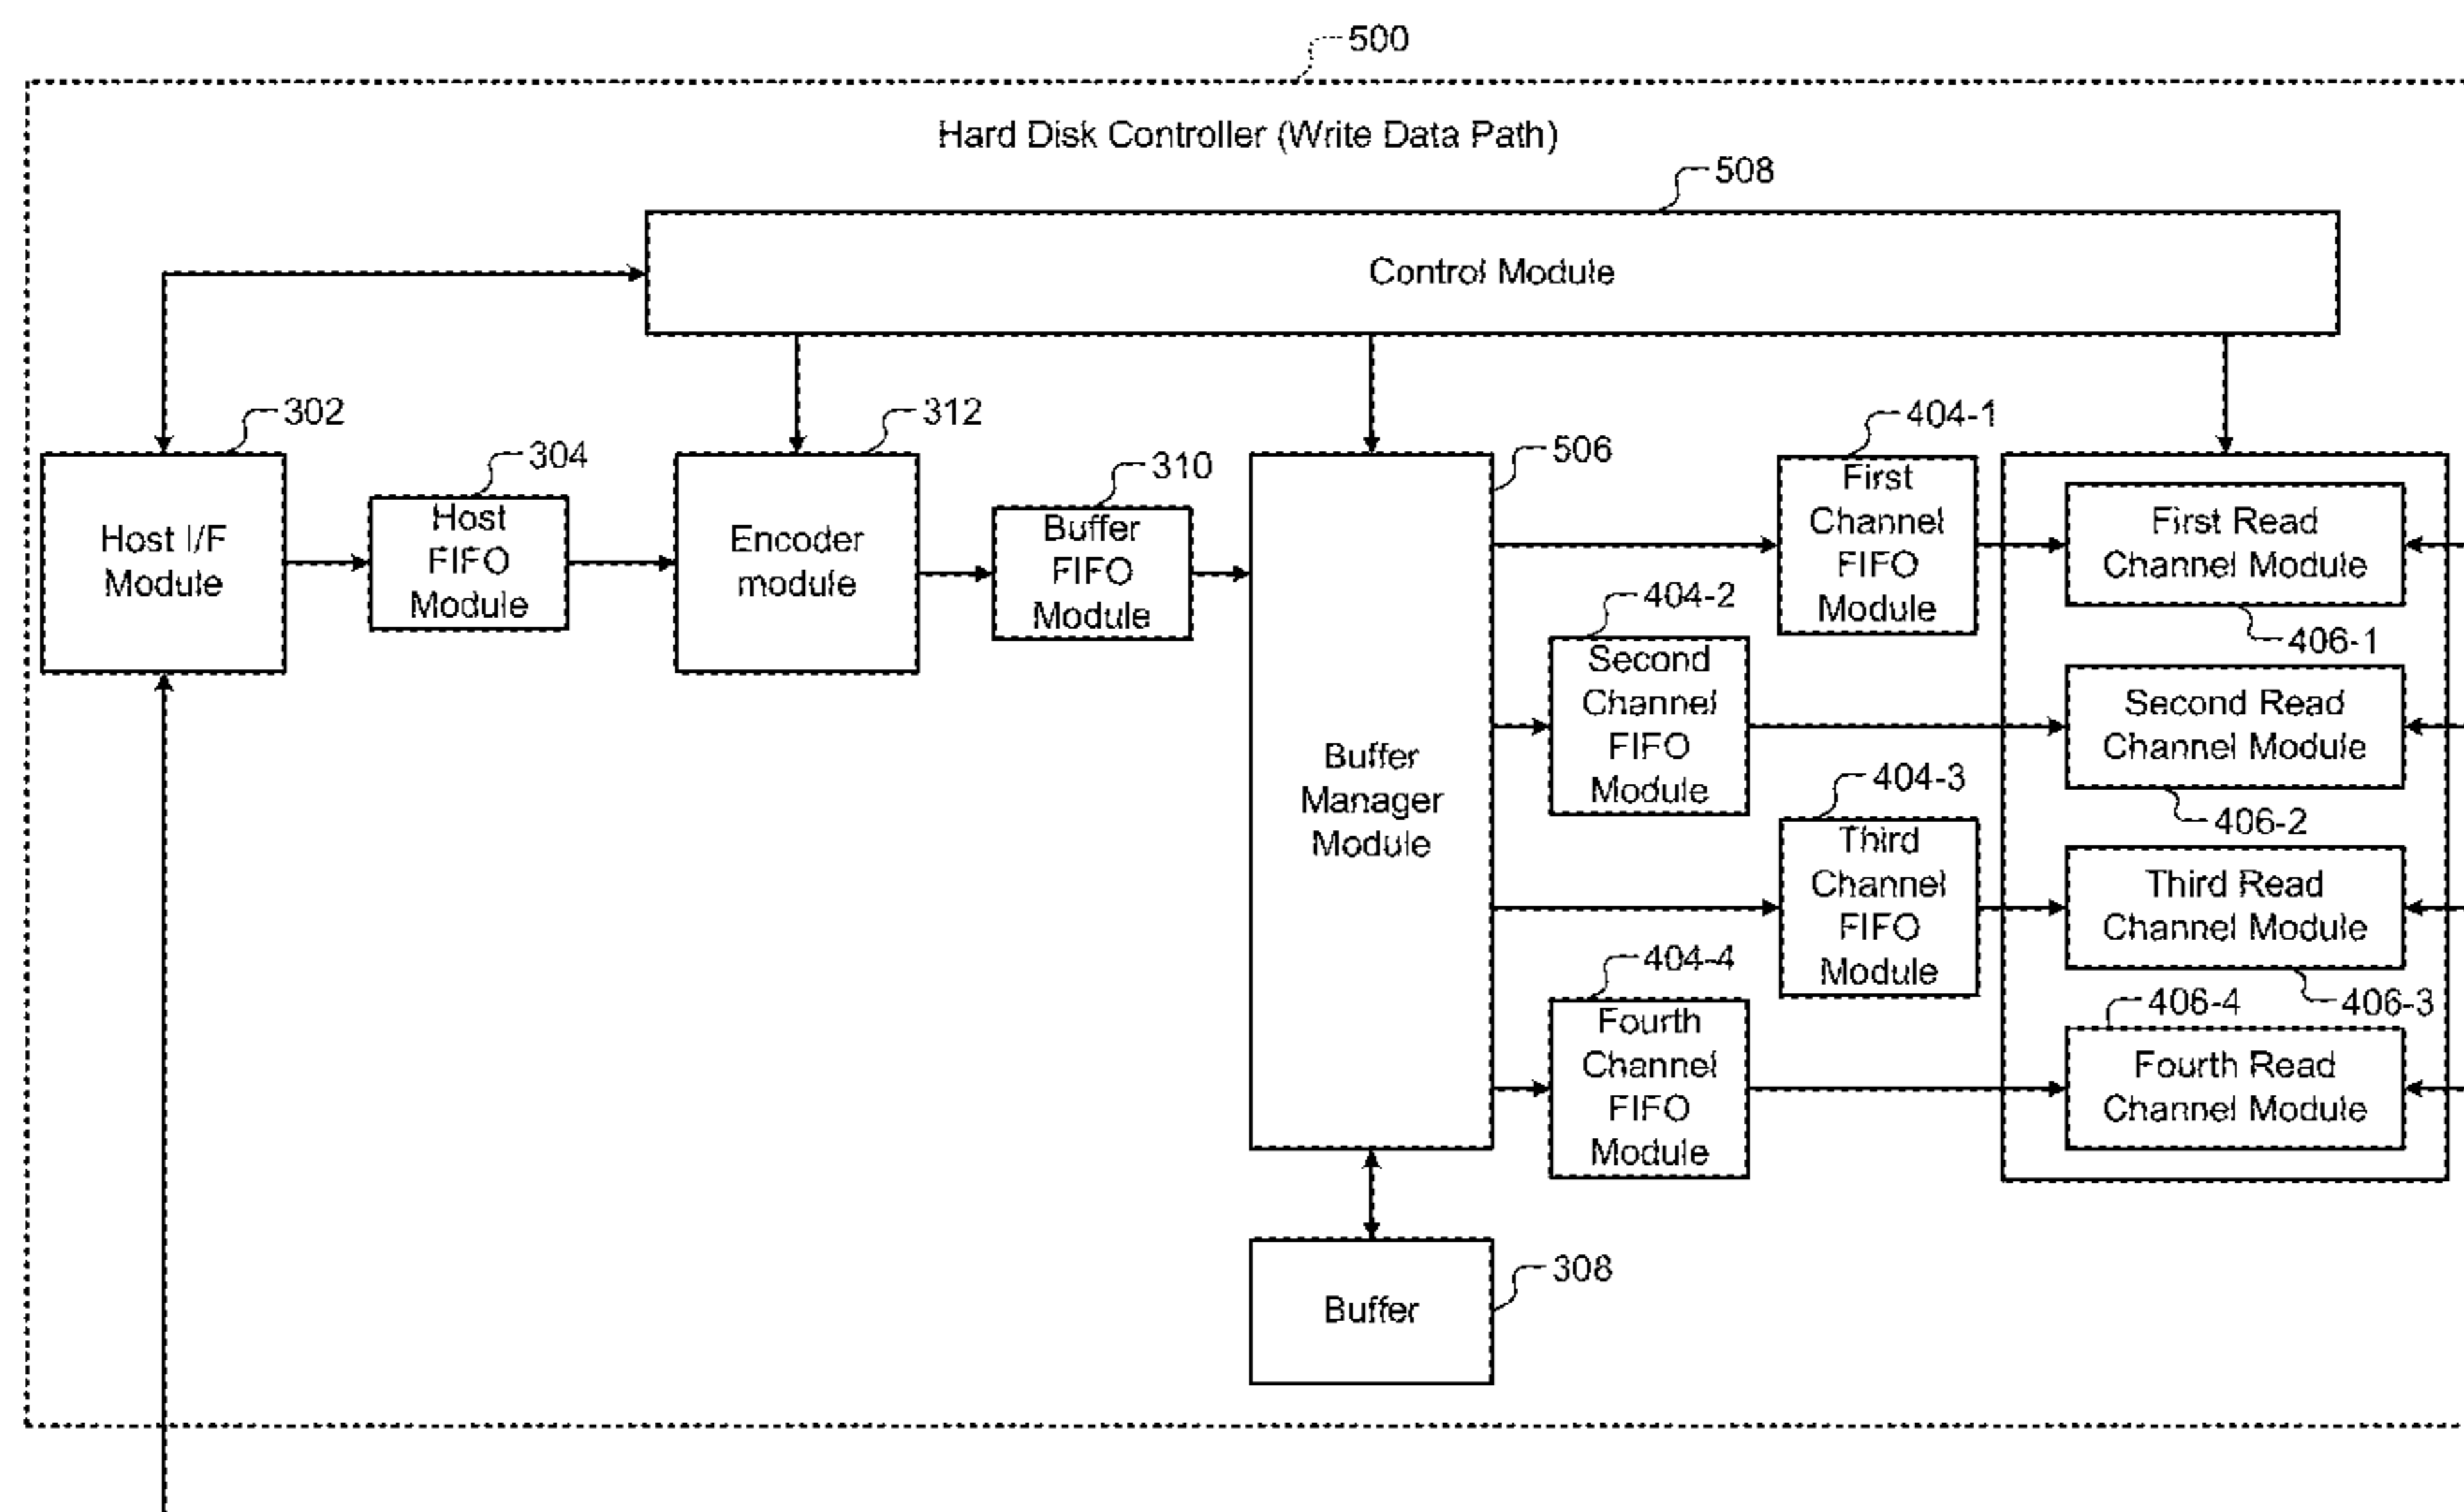 500
Hard Disk Controller (Write Data Path)
508
Control Module
302
Host I/F
Module
304
Host
FIFO
Module
312
Encoder
module
310
Buffer
FIFO
Module
506
Buffer
Manager
Module
404-1
First
Channel
FIFO
Module
First Read
Channel Module
406-1
404-2
Second
Channel
FIFO
Module
Second Read
Channel Module
406-2
404-3
Third
Channel
FIFO
Module
Third Read
Channel Module
406-3
404-4
Fourth
Channel
FIFO
Module
406-4
Fourth Read
Channel Module
308
Buffer